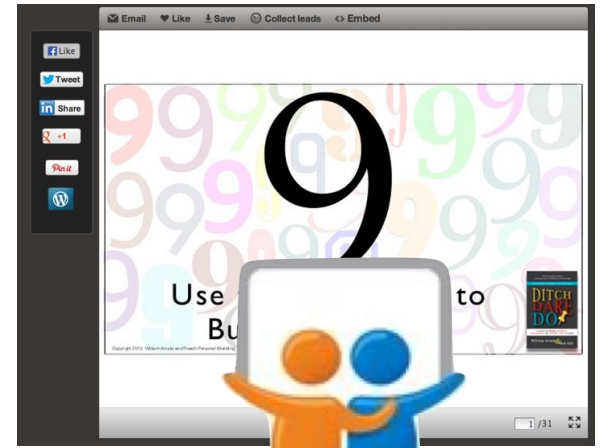 Email Like Save Collect leads <> Embed
Like
Tweet
in Share
+1
Pin it
W
9
Use to
Bu
DITCH
DARE
DO
1 /31